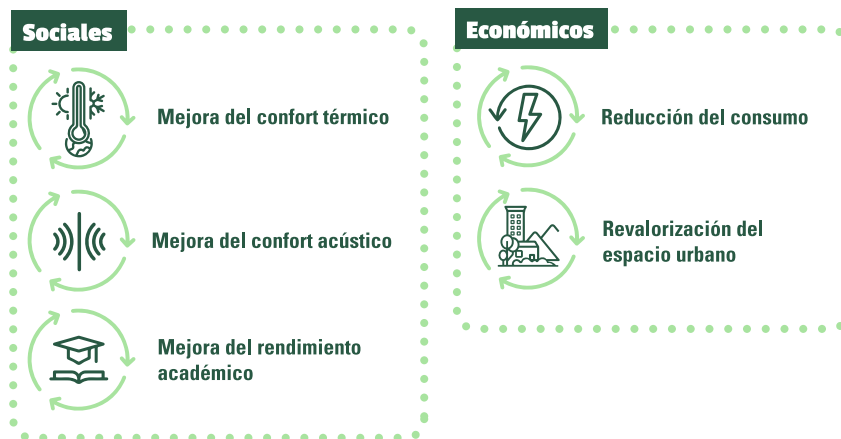 Sociales
Mejora del confort térmico
Mejora del confort acústico
Mejora del rendimiento
académico
Económicos
Reducción del consumo
Revalorización del
espacio urbano